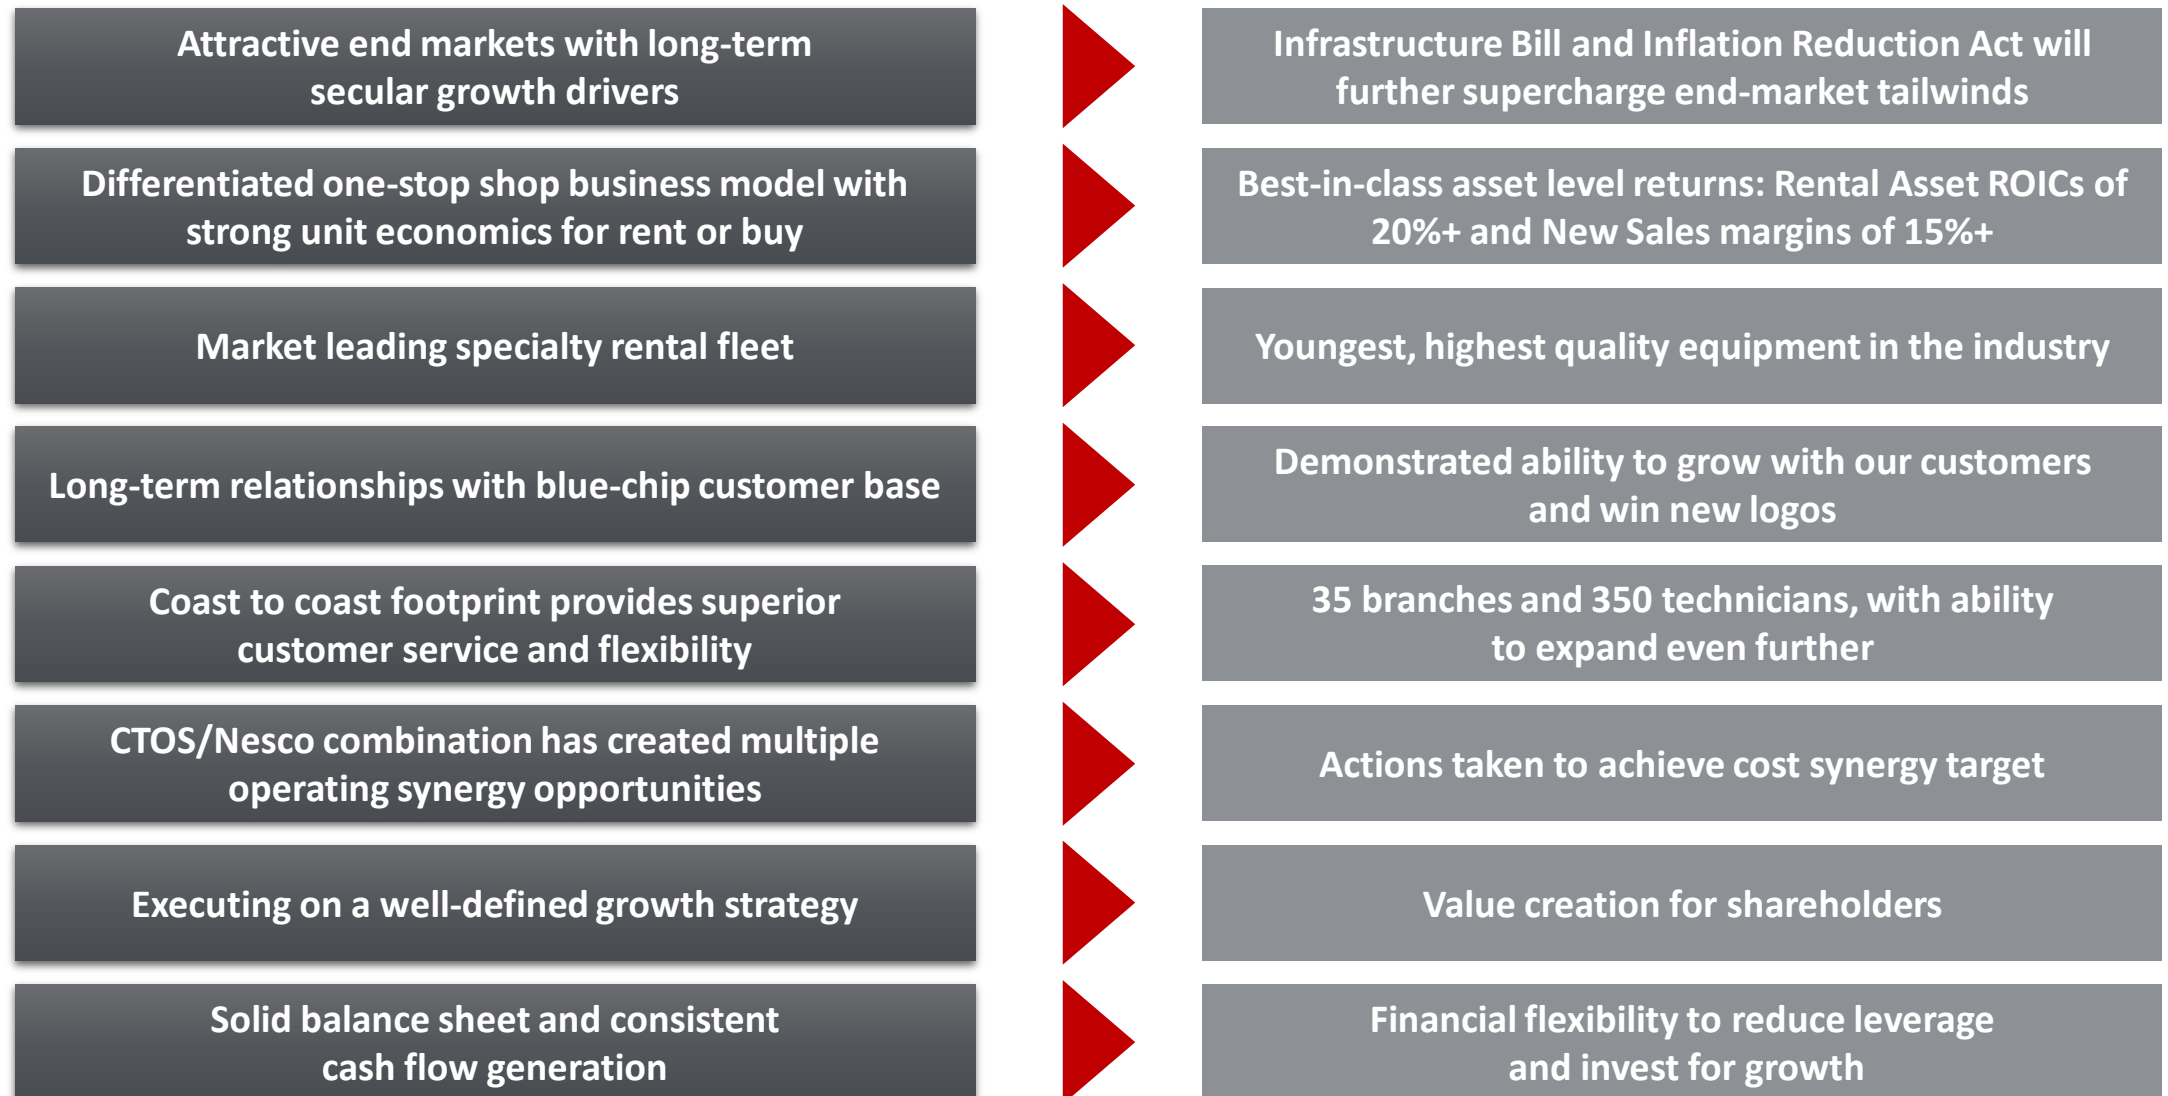 Attractive end markets with long-term
secular growth drivers
Infrastructure Bill and Inflation Reduction Act will
further supercharge end-market tailwinds
Differentiated one-stop shop business model with
strong unit economics for rent or buy
Best-in-class asset level returns: Rental Asset ROICs of
20%+ and New Sales margins of 15%+
Market leading specialty rental fleet
Youngest, highest quality equipment in the industry
Long-term relationships with blue-chip customer base
Demonstrated ability to grow with our customers
and win new logos
Coast to coast footprint provides superior
customer service and flexibility
35 branches and 350 technicians, with ability
to expand even further
CTOS/Nesco combination has created multiple
operating synergy opportunities
Actions taken to achieve cost synergy target
Executing on a well-defined growth strategy
Value creation for shareholders
Solid balance sheet and consistent
cash flow generation
Financial flexibility to reduce leverage
and invest for growth